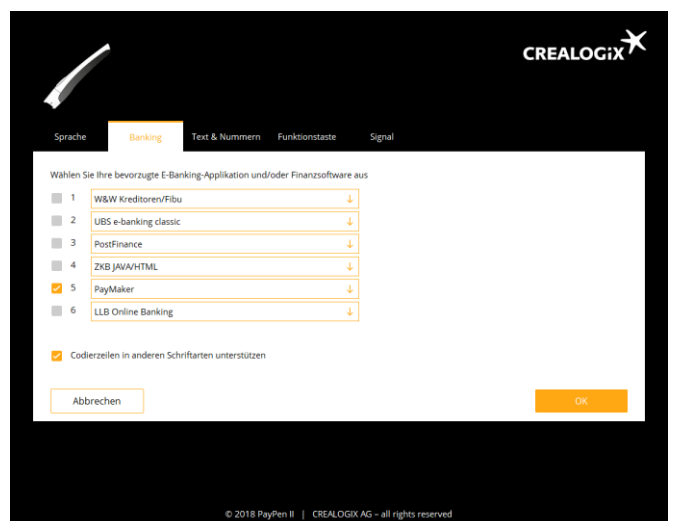 CREALOGiX
Sprache Banking Text & Nummern Funktionstaste Signal
Wählen Sie Ihre bevorzugte E-Banking-Applikation und/oder Finanzsoftware aus
1 W&W Kreditoren/Fibu
2 UBS e-banking classic
3 PostFinance
4 ZKB JAVA/HTML
5 PayMaker
6 LLB Online Banking
Codierzeilen in anderen Schriftarten unterstützen
Abbrechen OK
© 2018 PayPen II | CREALOGIX AG – all rights reserved